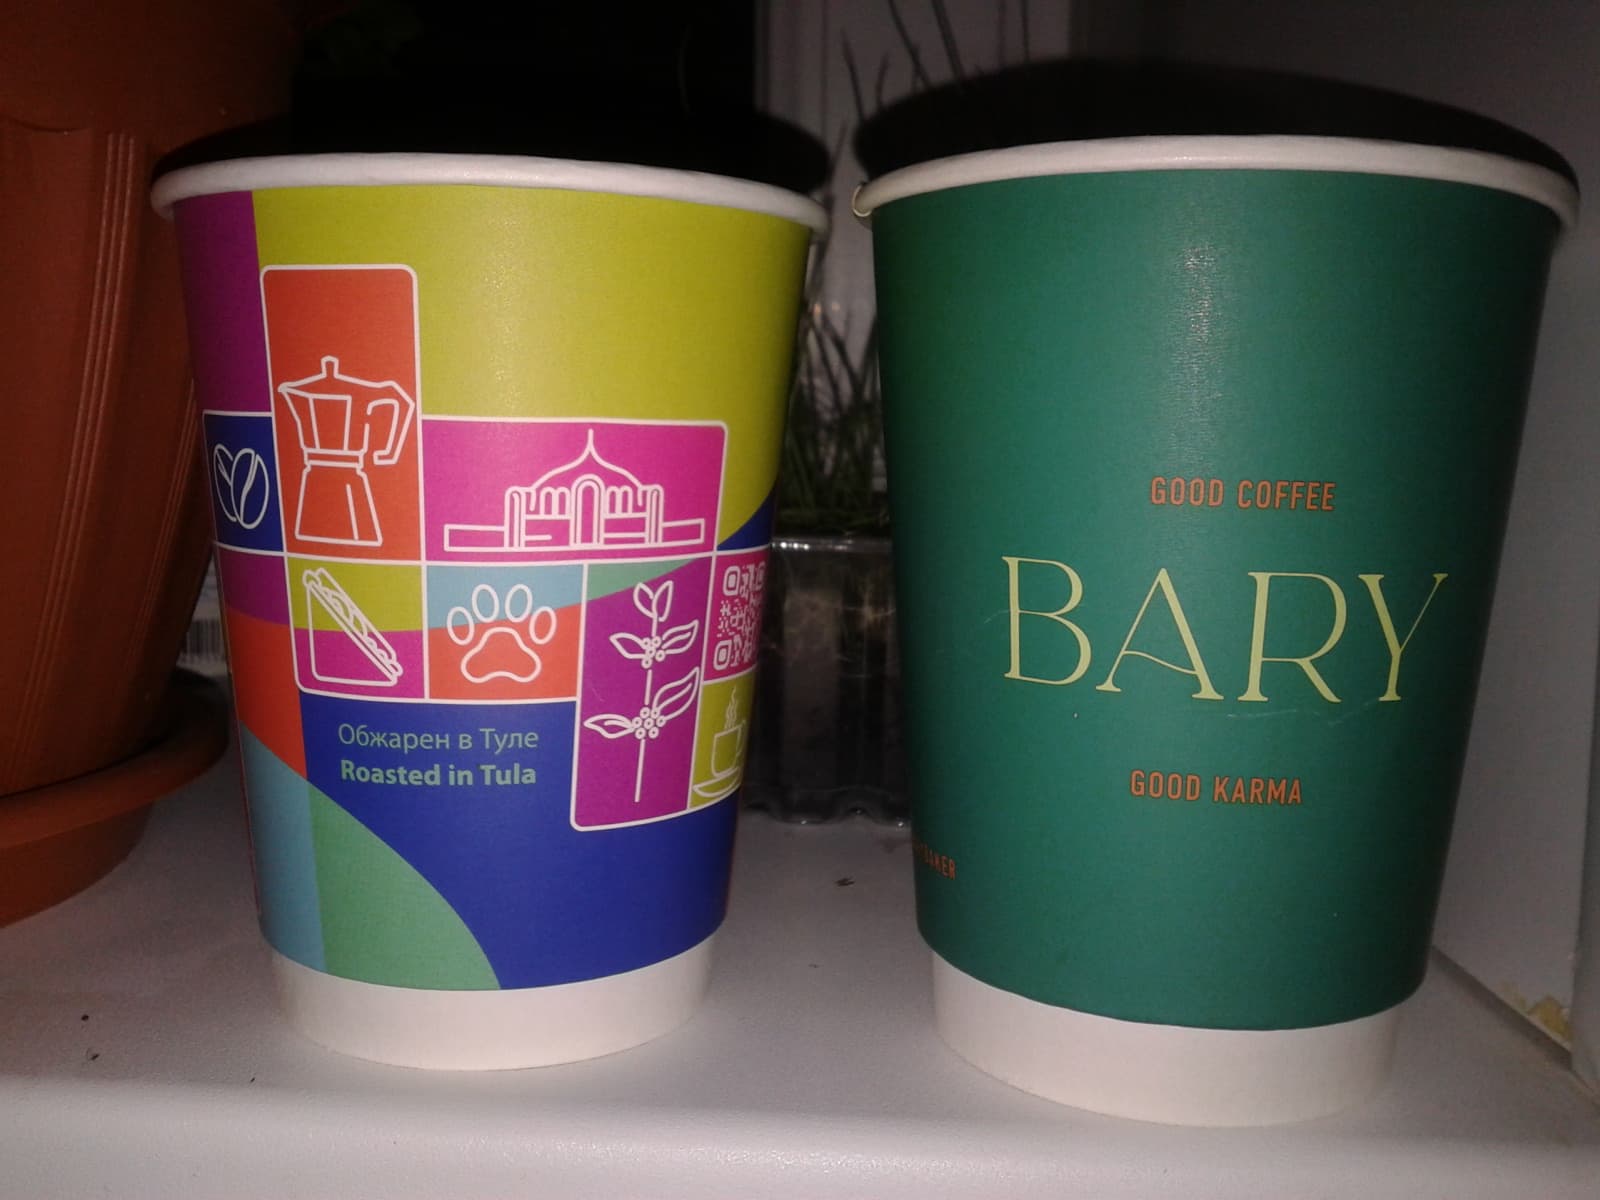 Обжарен в Туле
Roasted in Tula
GOOD COFFEE
BARY
GOOD KARMA